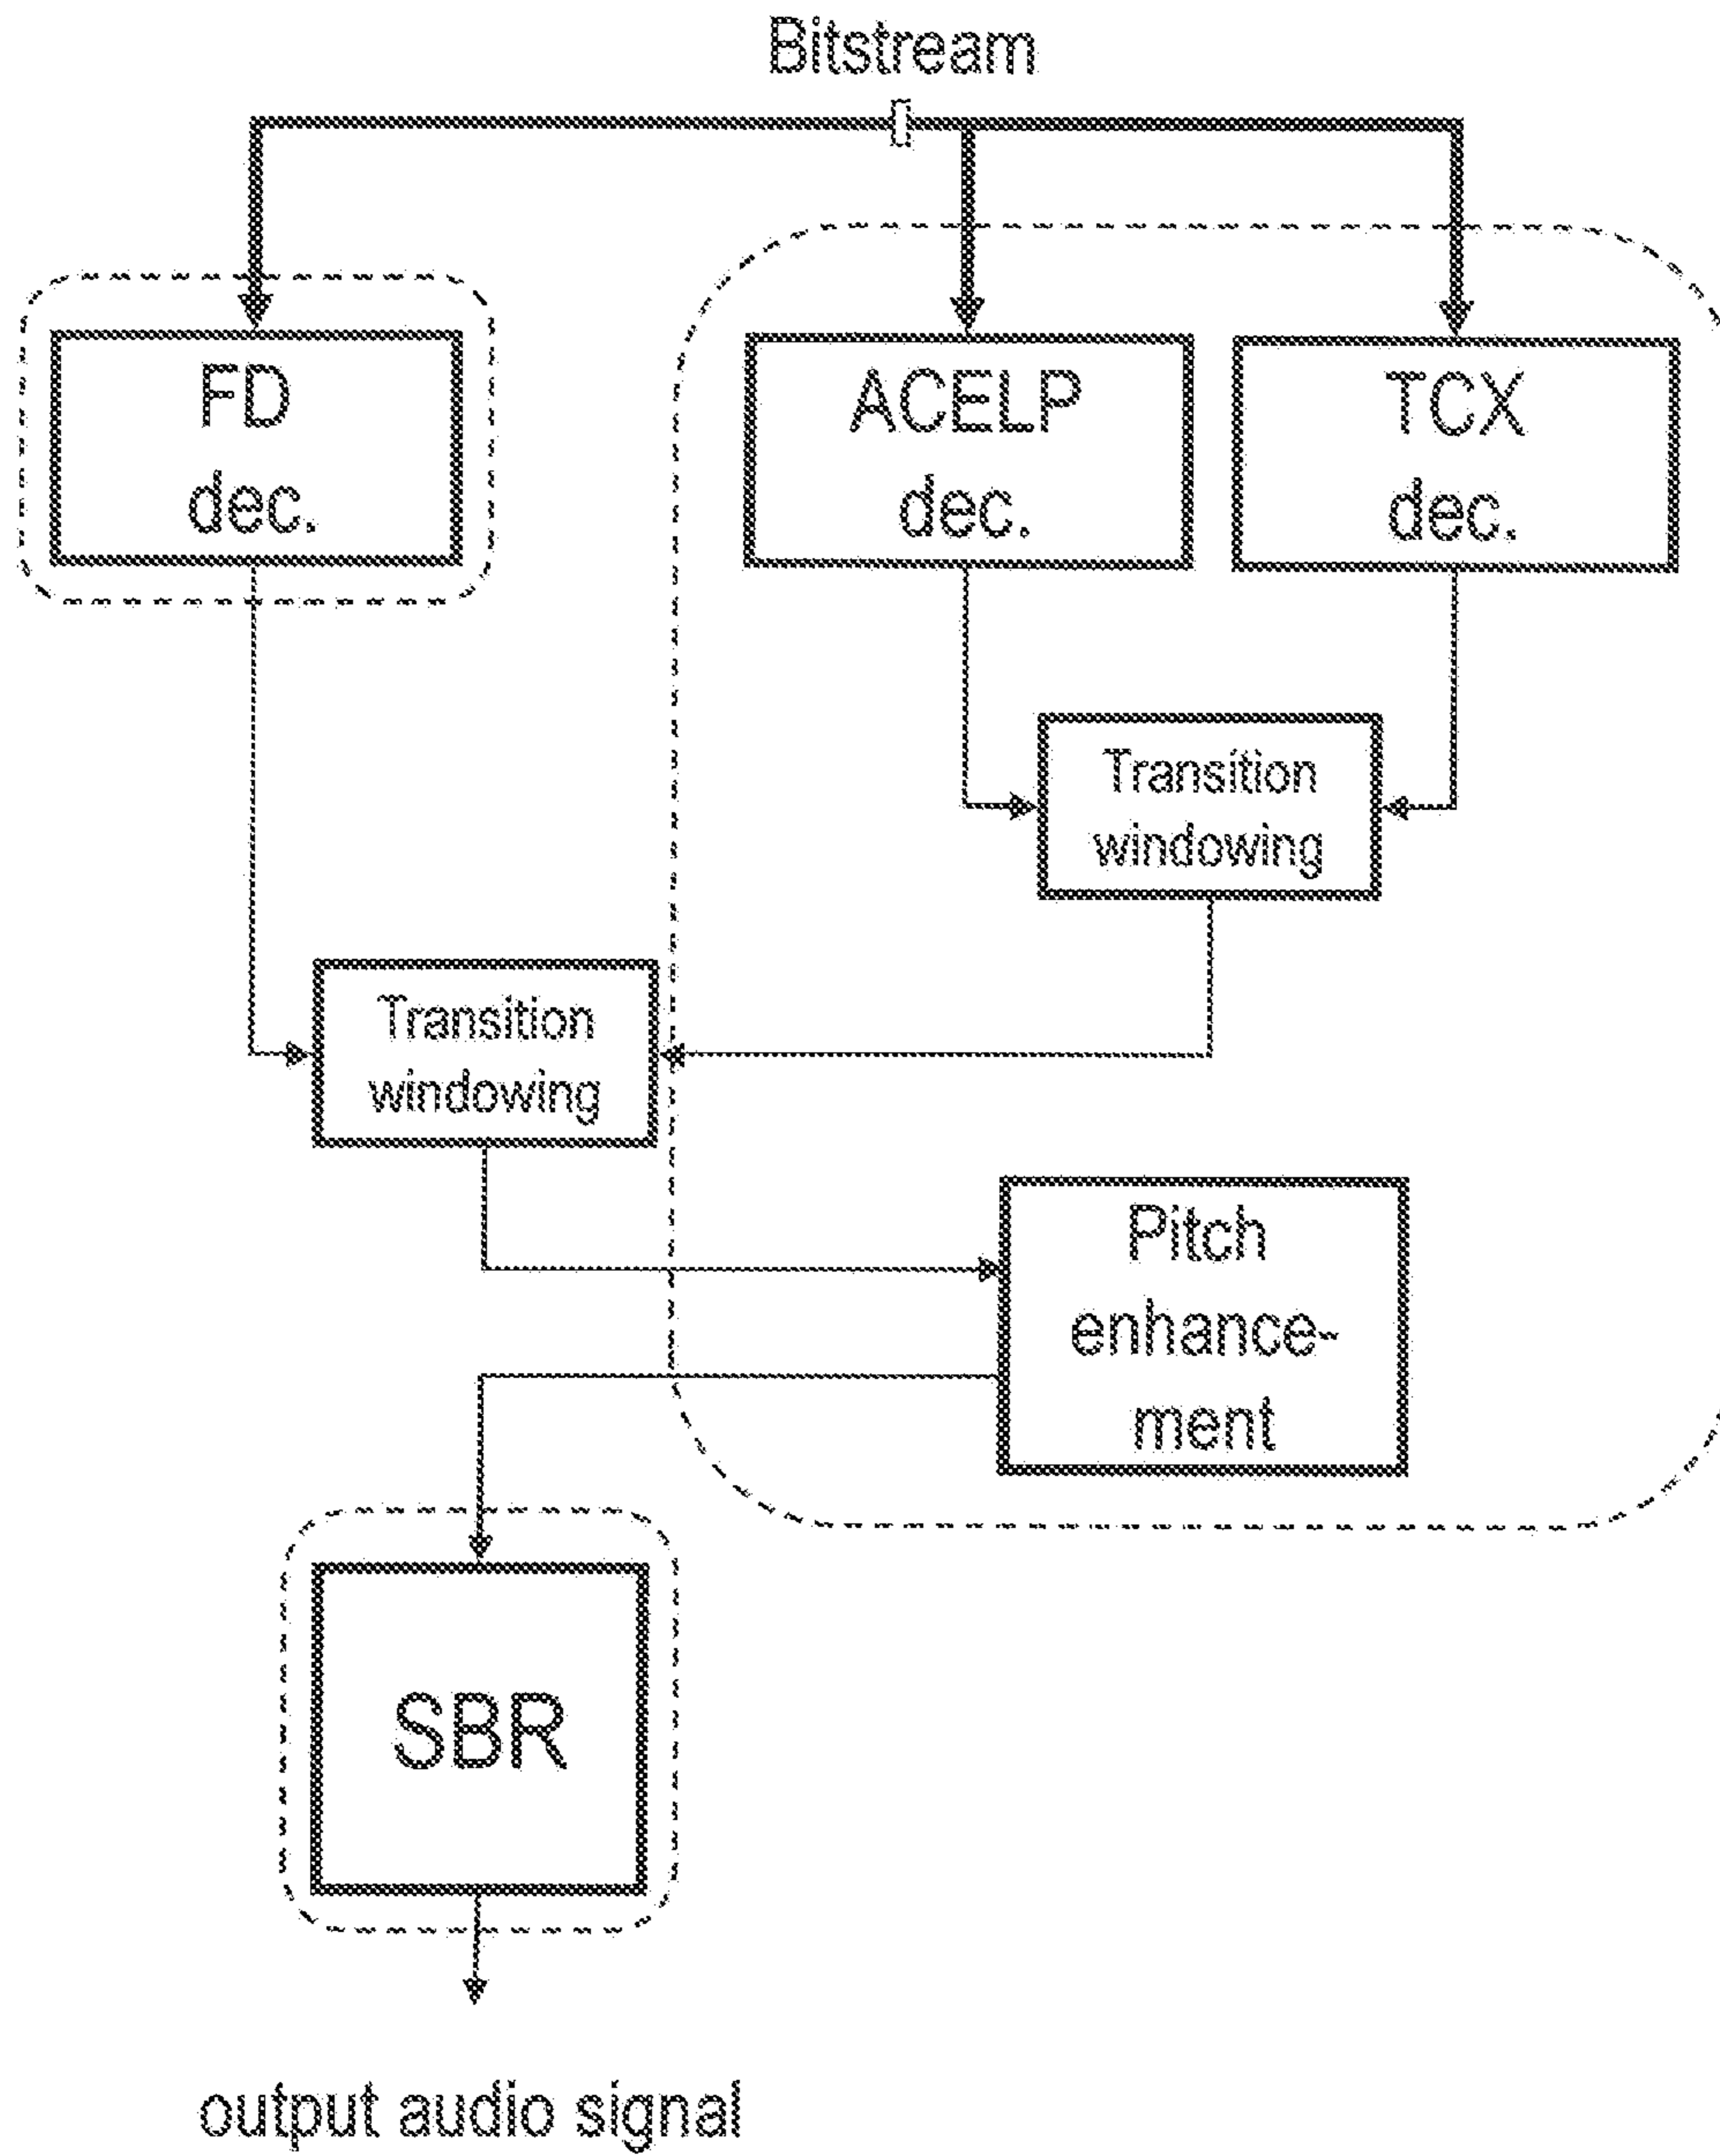 Bitstream
FD
dec.
ACELP
dec.
TCX
dec.
Transition
windowing
Transition
windowing
Pitch
enhance-
ment
SBR
output audio signal